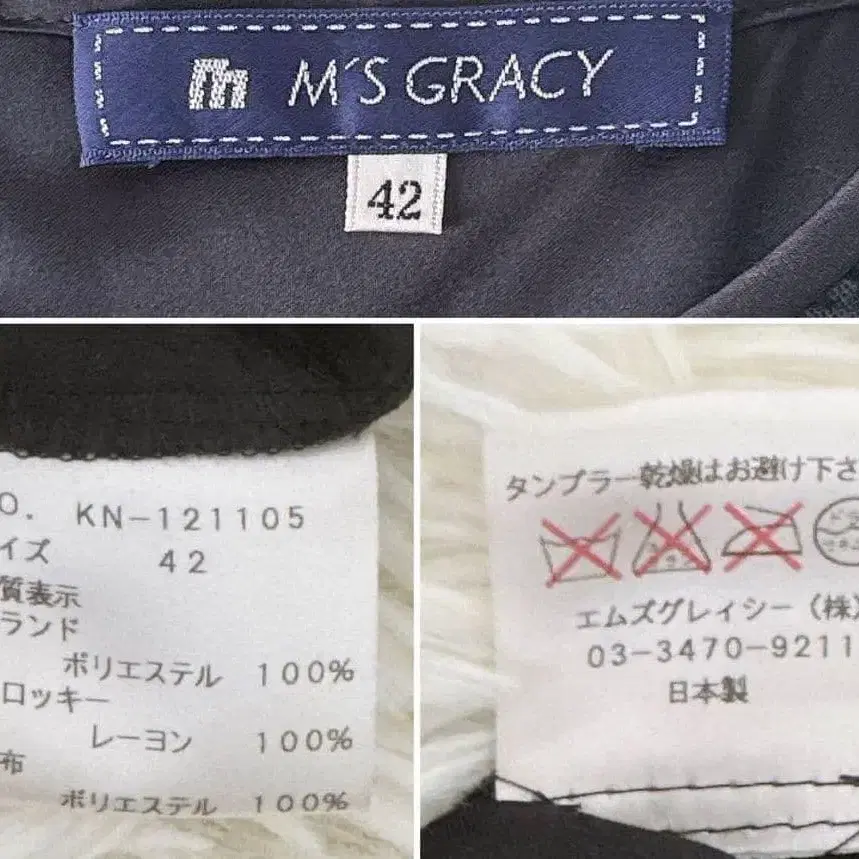 M'S GRACY
42
O. KN-121105
イズ 42
質表示
ランド
ポリエステル 100%
ロッキー
レーヨン 100%
布
ポリエステル 100%
タンブラー乾燥はお避け下さ
エムズグレイシー(株)
03-3470-9211
日本製